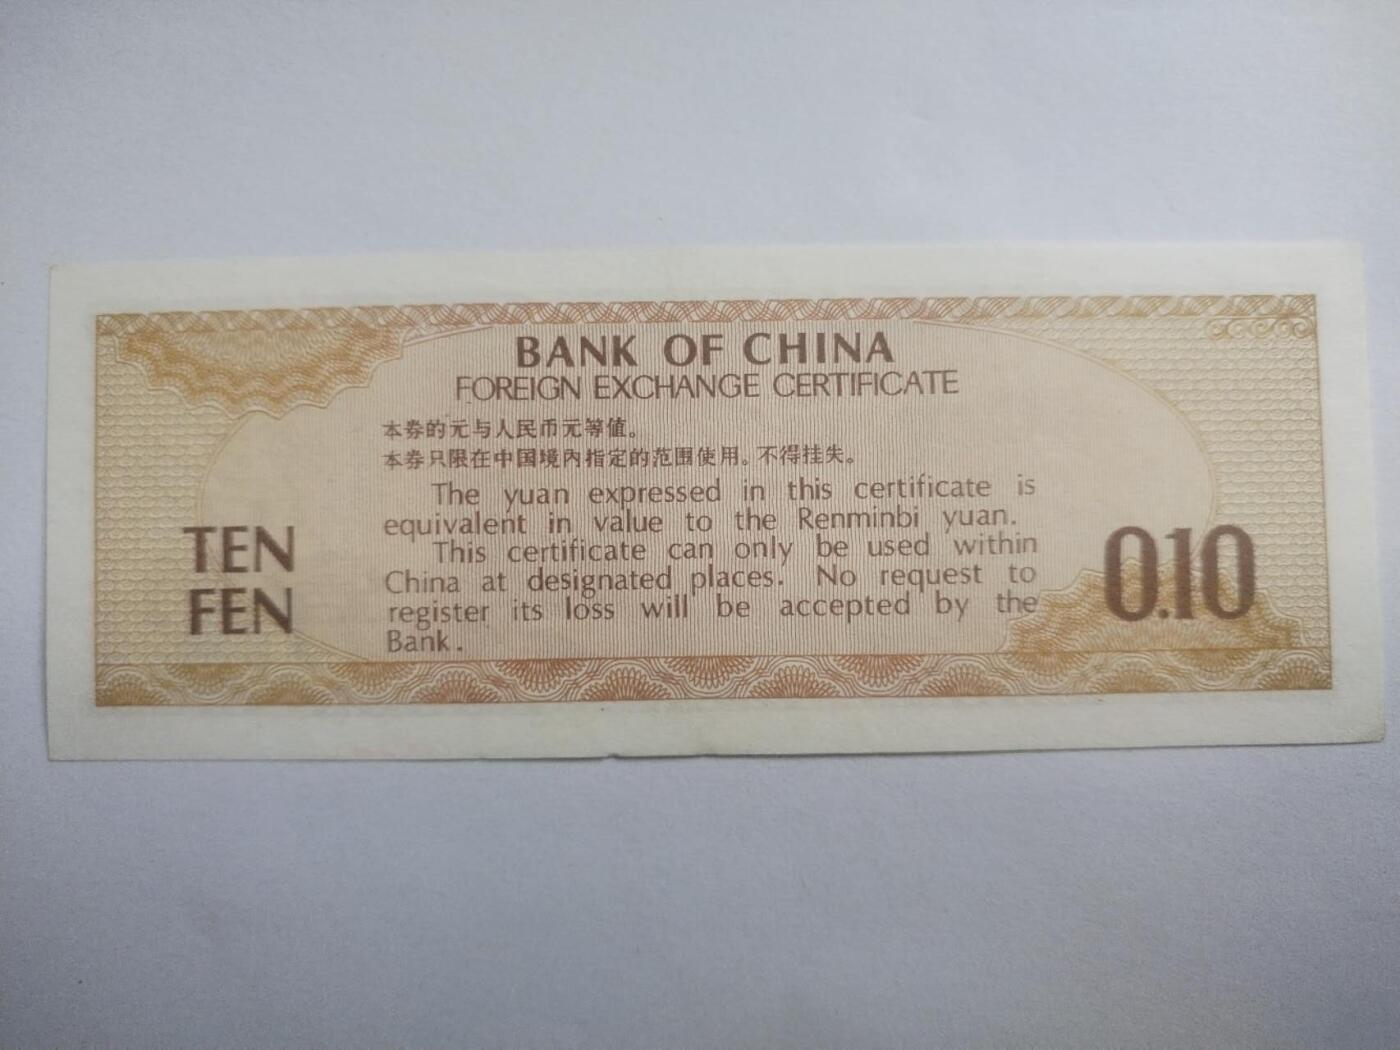 BANK OF CHINA
FOREIGN EXCHANGE CERTIFICATE
本券的元与人民币元等值。
本券只限在中国境内指定的范围使用。不得挂失。
The yuan expressed in this certificate is
equivalent in value to the Renminbi yuan.
This certificate can only be used within
China at designated places. No request to
register its loss will be accepted by the
Bank.
TEN
FEN
0.10